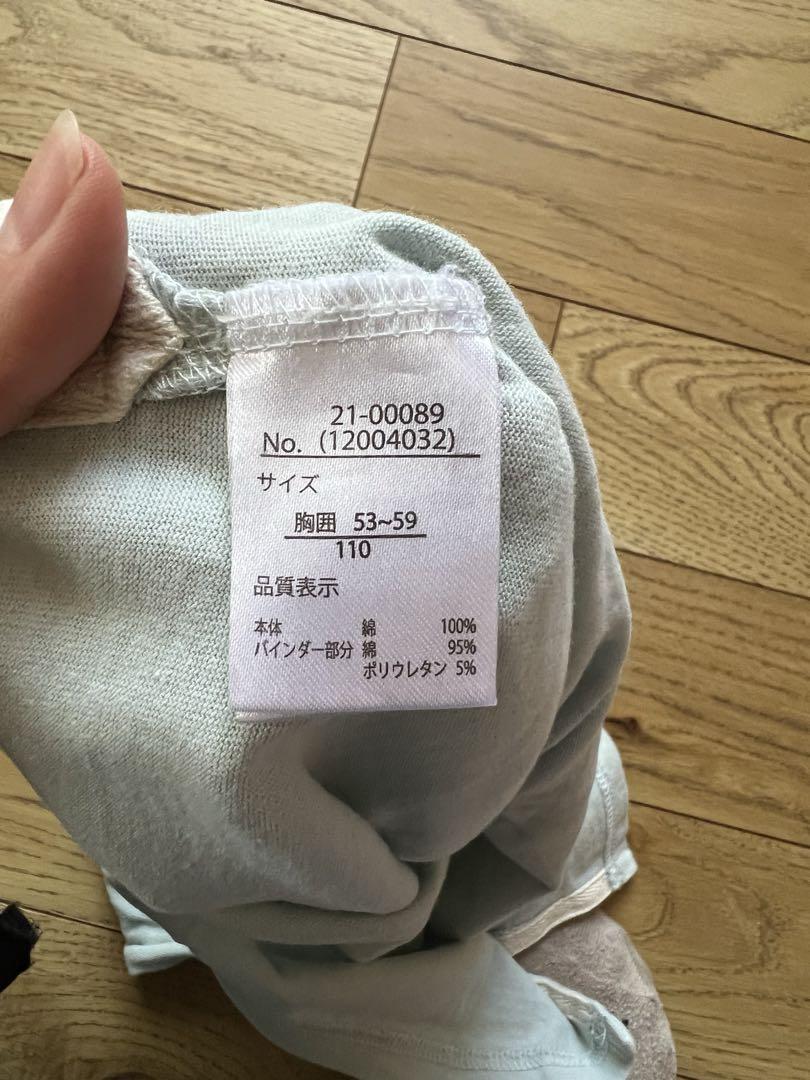 21-00089
No. (12004032)
サイズ
胸囲 53~59
110
品質表示
本体 綿 100%
バインダー部分 綿 95%
ポリウレタン 5%